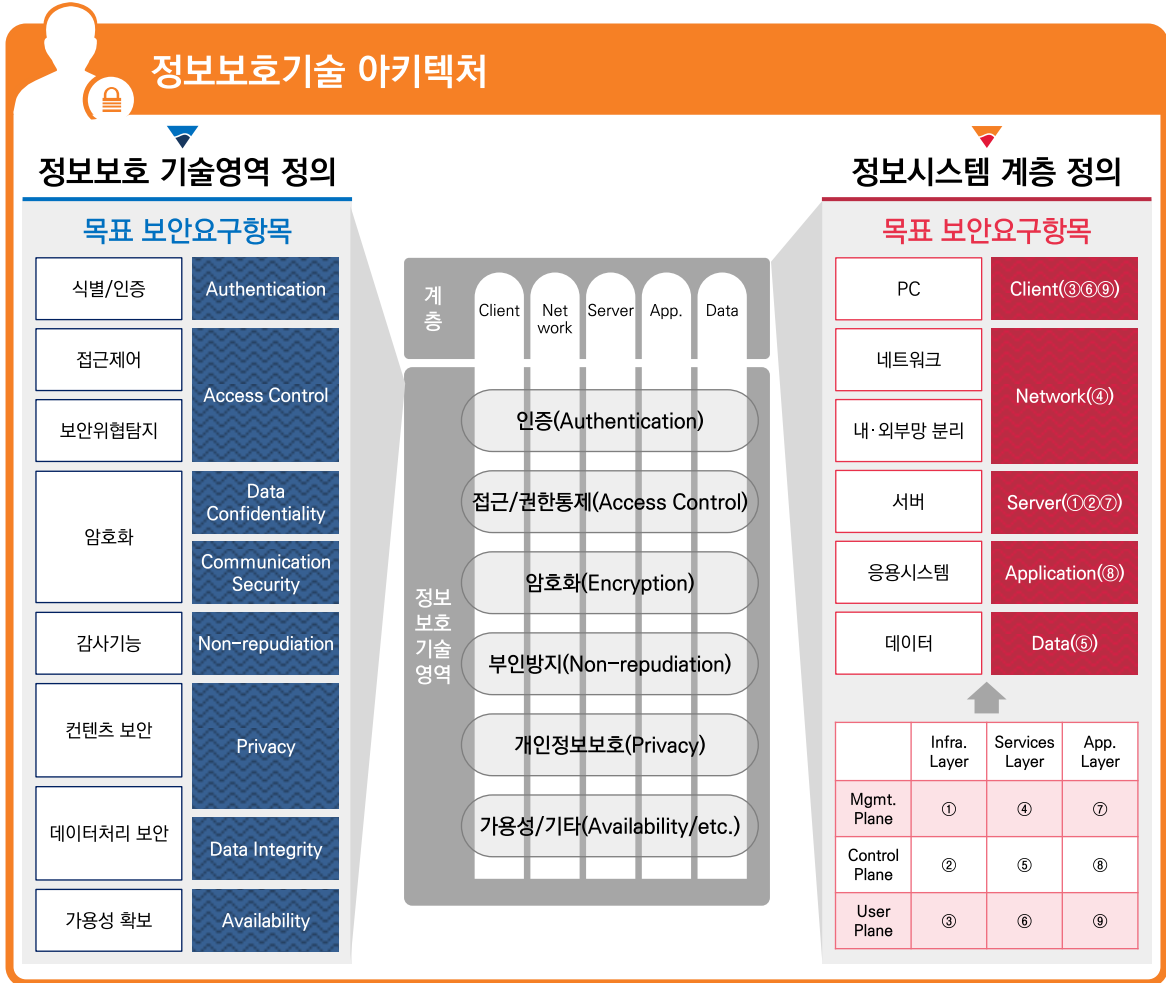 정보보호기술 아키텍처
정보보호 기술영역 정의
목표 보안요구항목
식별/인증
Authentication
접근제어
Access Control
보안위협탐지
암호화
Data
Confidentiality
Communication
Security
감사기능
Non-repudiation
컨텐츠 보안
Privacy
데이터처리 보안
Data Integrity
가용성 확보
Availability
계
층
Client
Net
work
Server
App.
Data
정보
보호
기술
영역
인증(Authentication)
접근/권한통제(Access Control)
암호화(Encryption)
부인방지(Non-repudiation)
개인정보보호(Privacy)
가용성/기타(Availability/etc.)
정보시스템 계층 정의
목표 보안요구항목
PC
Client(③⑥⑨)
네트워크
Network(④)
내·외부망 분리
서버
Server(①②⑦)
응용시스템
Application(⑧)
데이터
Data(⑤)
Infra.
Layer
Services
Layer
App.
Layer
Mgmt.
Plane
① ④ ⑦
Control
Plane
② ⑤ ⑧
User
Plane
③ ⑥ ⑨